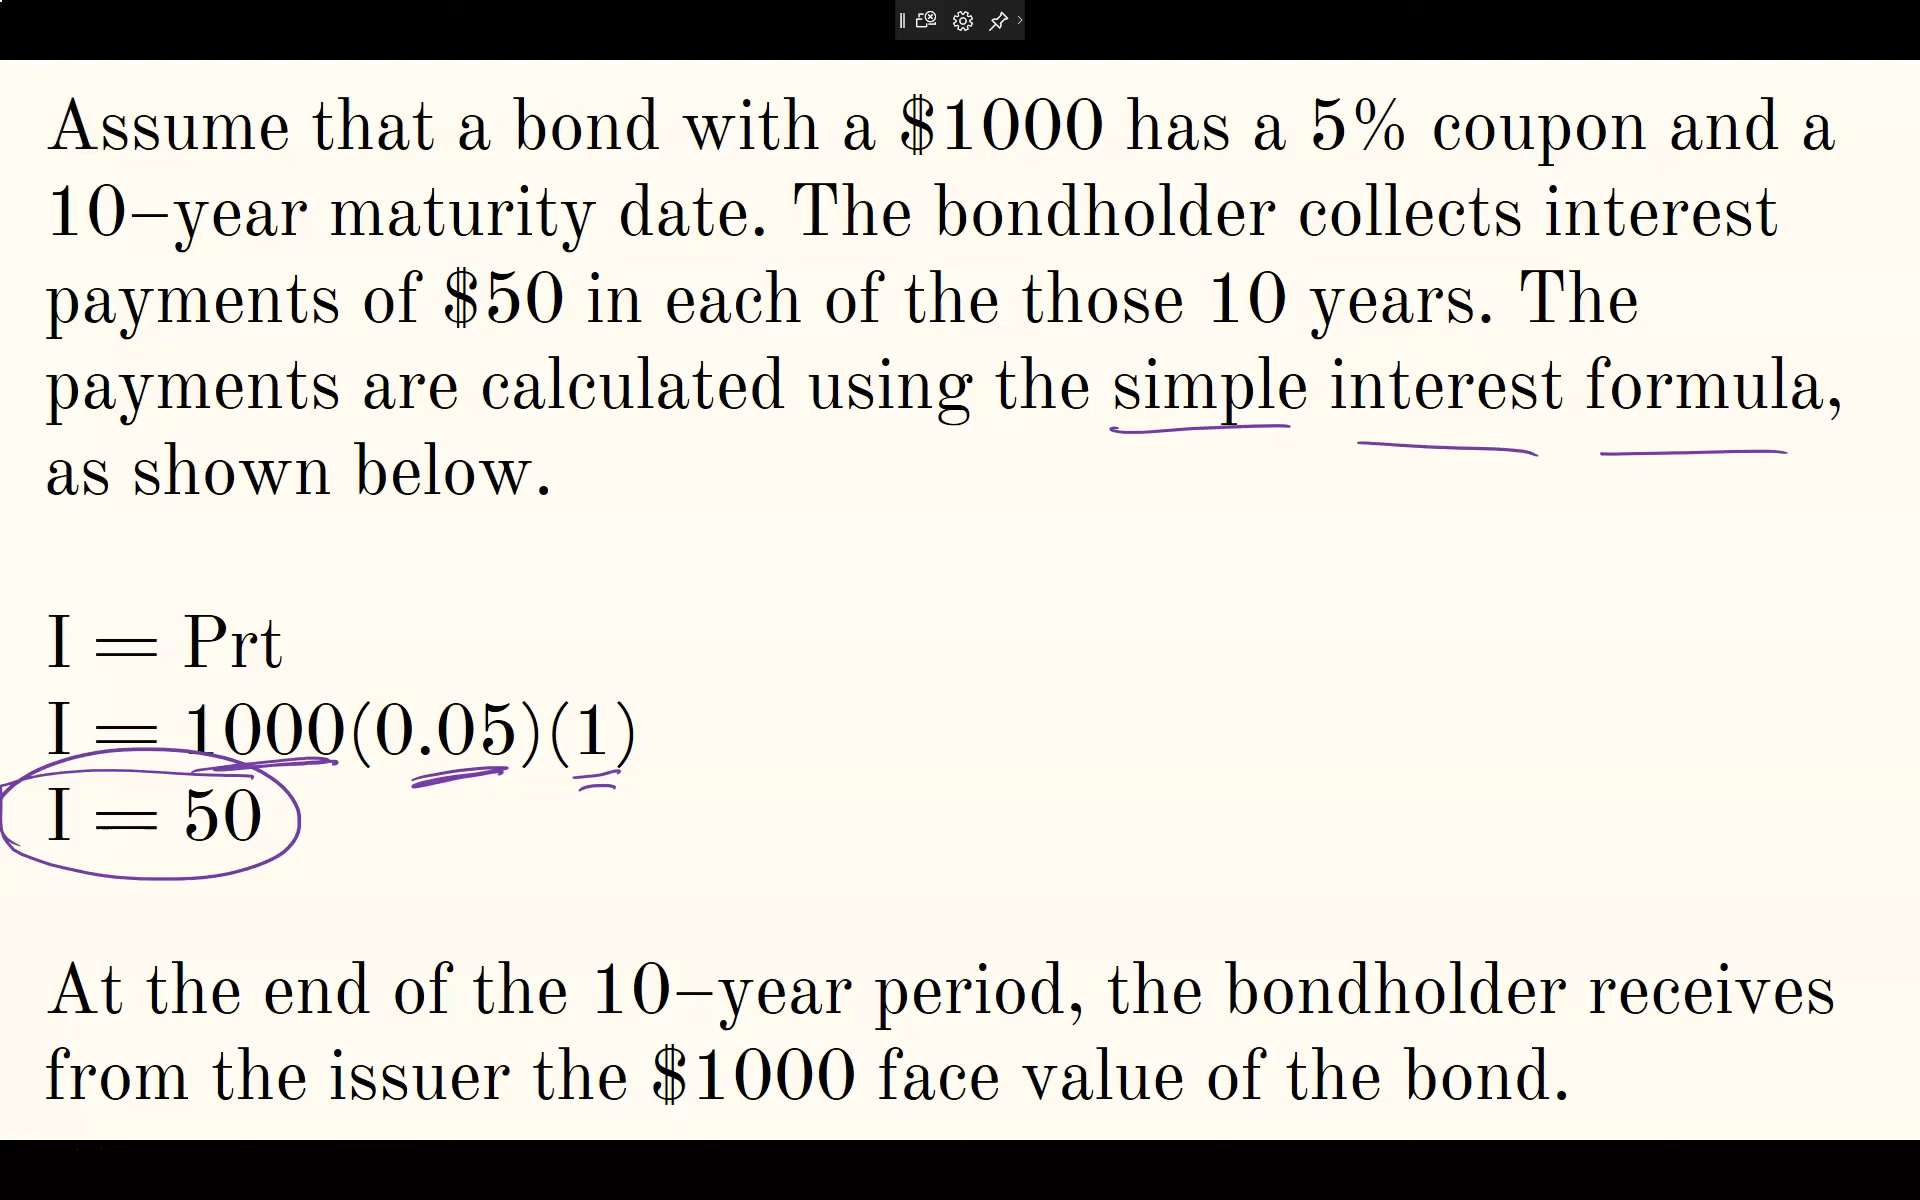 Assume that a bond with a $1000 has a 5% coupon and a
10–year maturity date. The bondholder collects interest
payments of $50 in each of the those 10 years. The
payments are calculated using the simple interest formula,
as shown below.
I = Prt
I = 1000(0.05)(1)
I = 50
At the end of the 10–year period, the bondholder receives
from the issuer the $1000 face value of the bond.